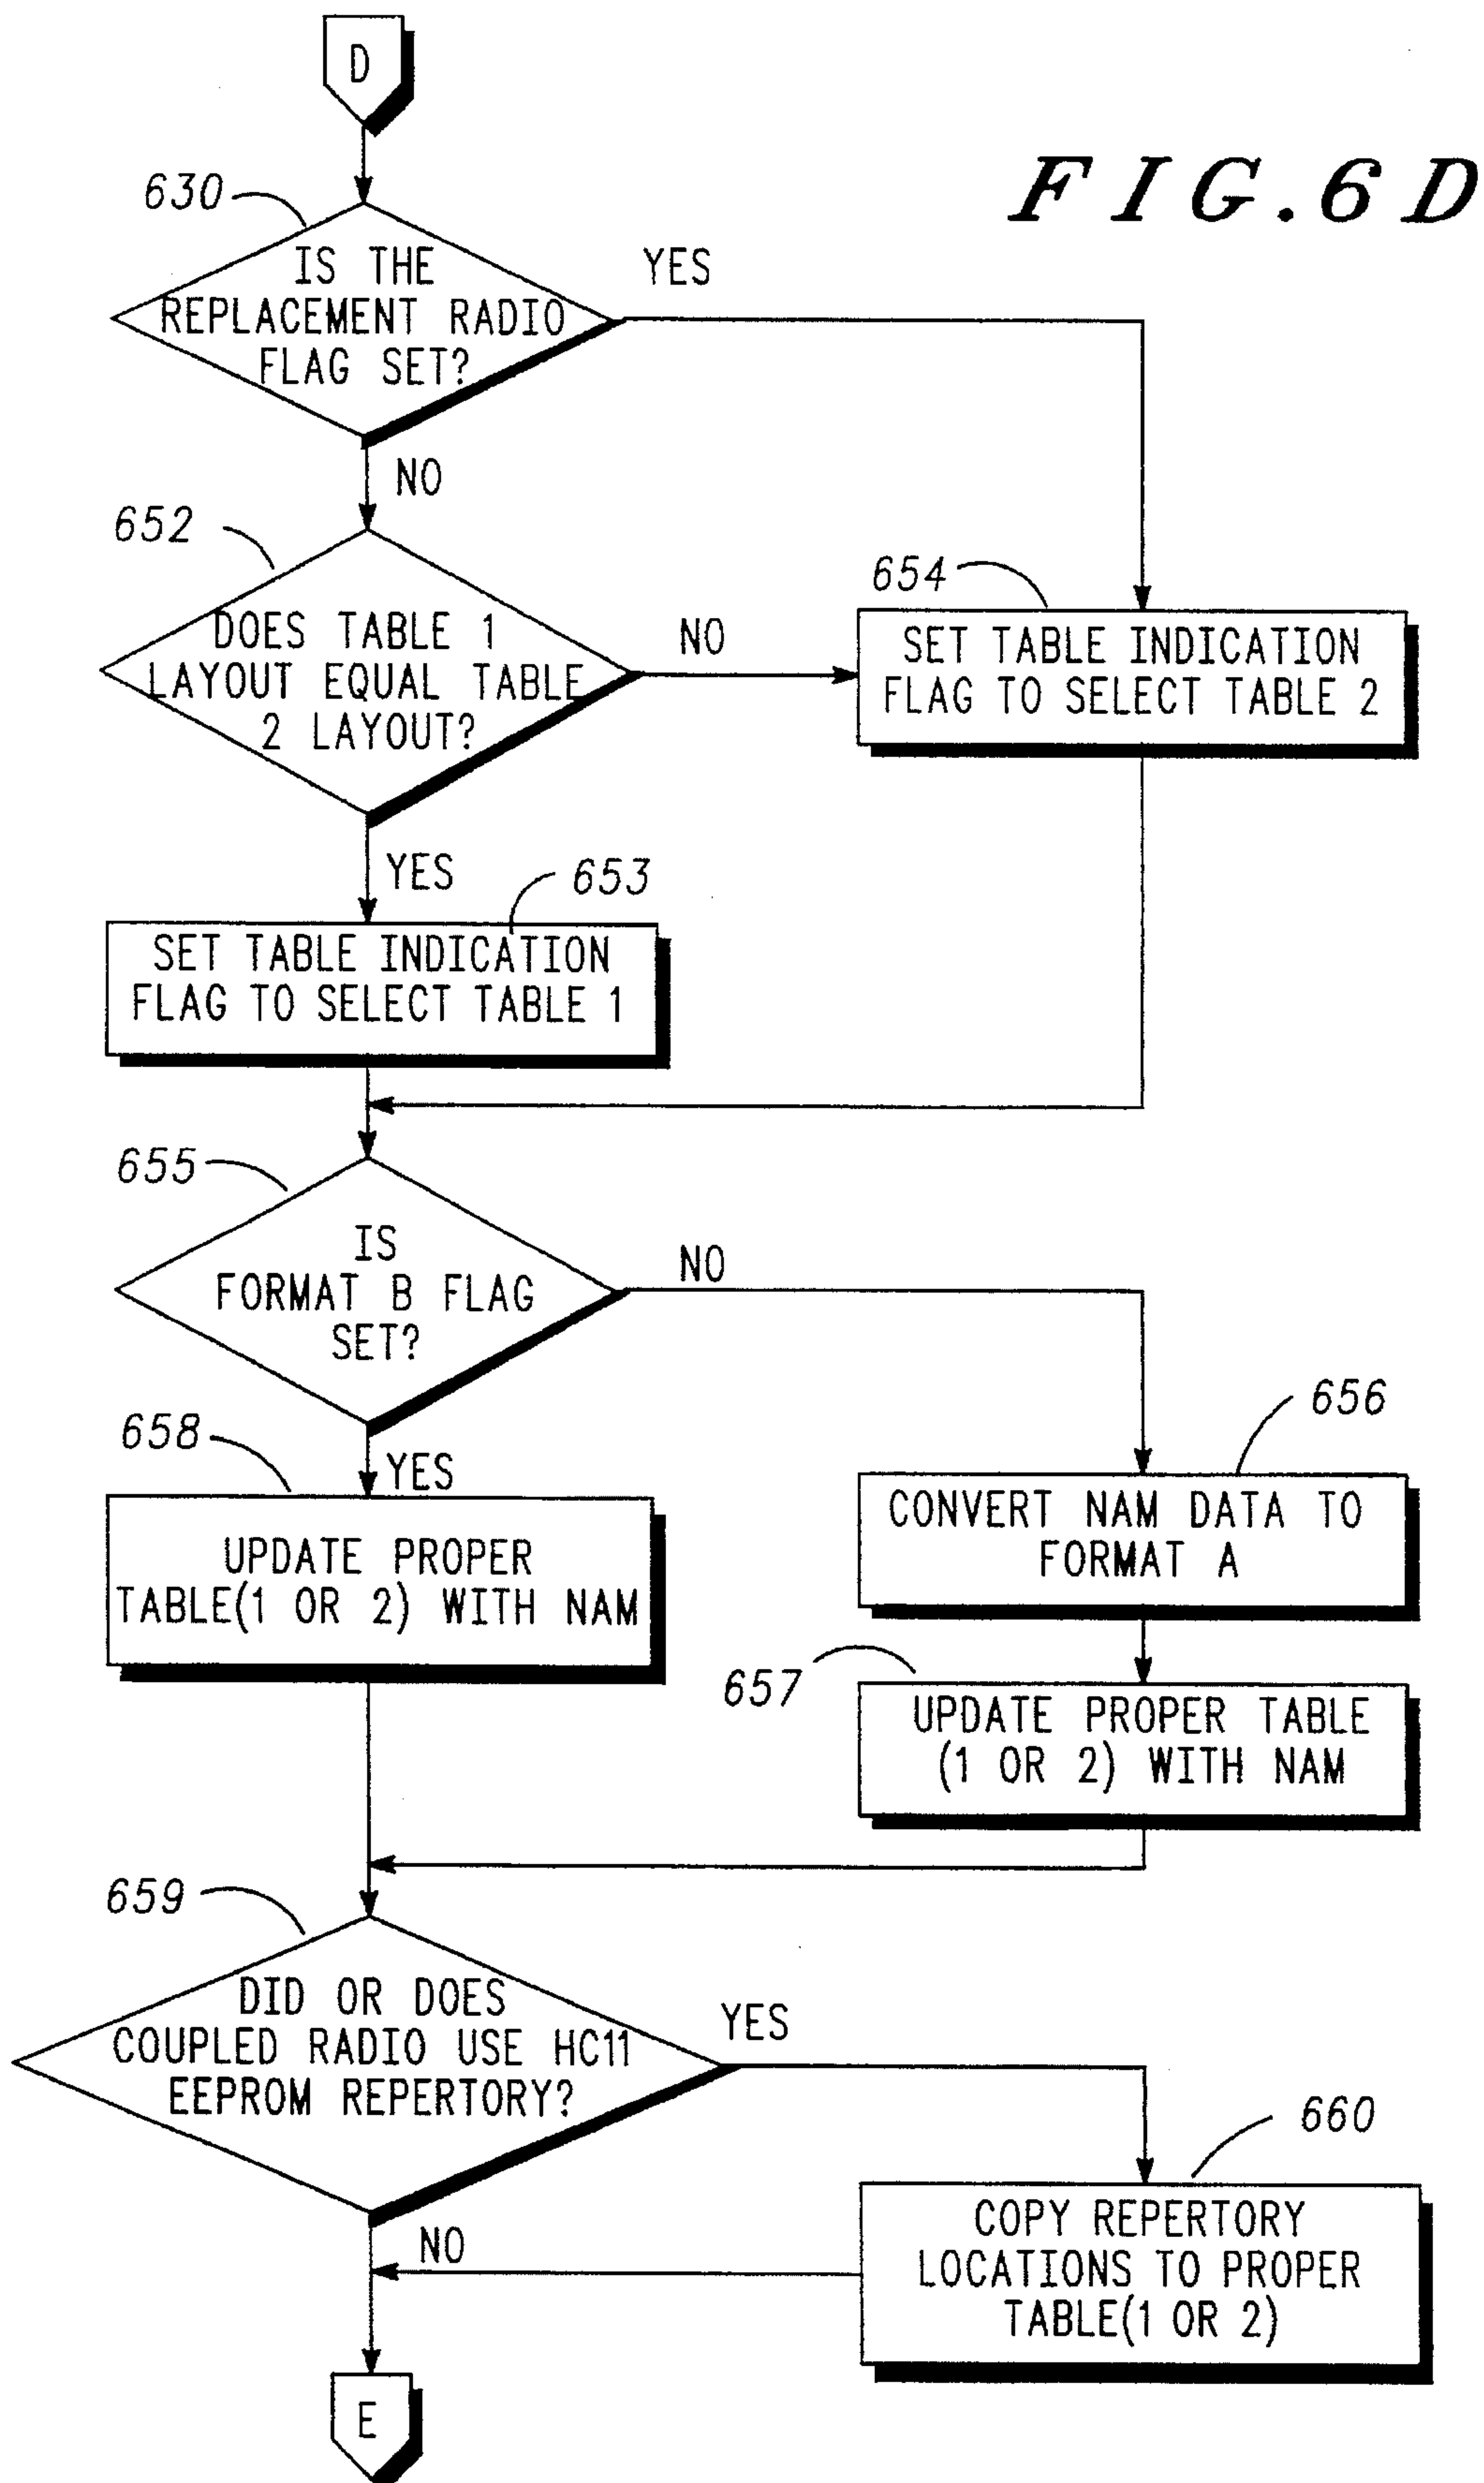 D
FIG.6D
630
IS THE
REPLACEMENT RADIO
FLAG SET?
YES
NO
652
DOES TABLE 1
LAYOUT EQUAL TABLE
2 LAYOUT?
NO
654
SET TABLE INDICATION
FLAG TO SELECT TABLE 2
YES
653
SET TABLE INDICATION
FLAG TO SELECT TABLE 1
655
IS
FORMAT B FLAG
SET?
NO
656
CONVERT NAM DATA TO
FORMAT A
658
YES
UPDATE PROPER
TABLE(1 OR 2) WITH NAM
657
UPDATE PROPER TABLE
(1 OR 2) WITH NAM
659
DID OR DOES
COUPLED RADIO USE HC11
EEPROM REPERTORY?
YES
660
COPY REPERTORY
LOCATIONS TO PROPER
TABLE(1 OR 2)
NO
E